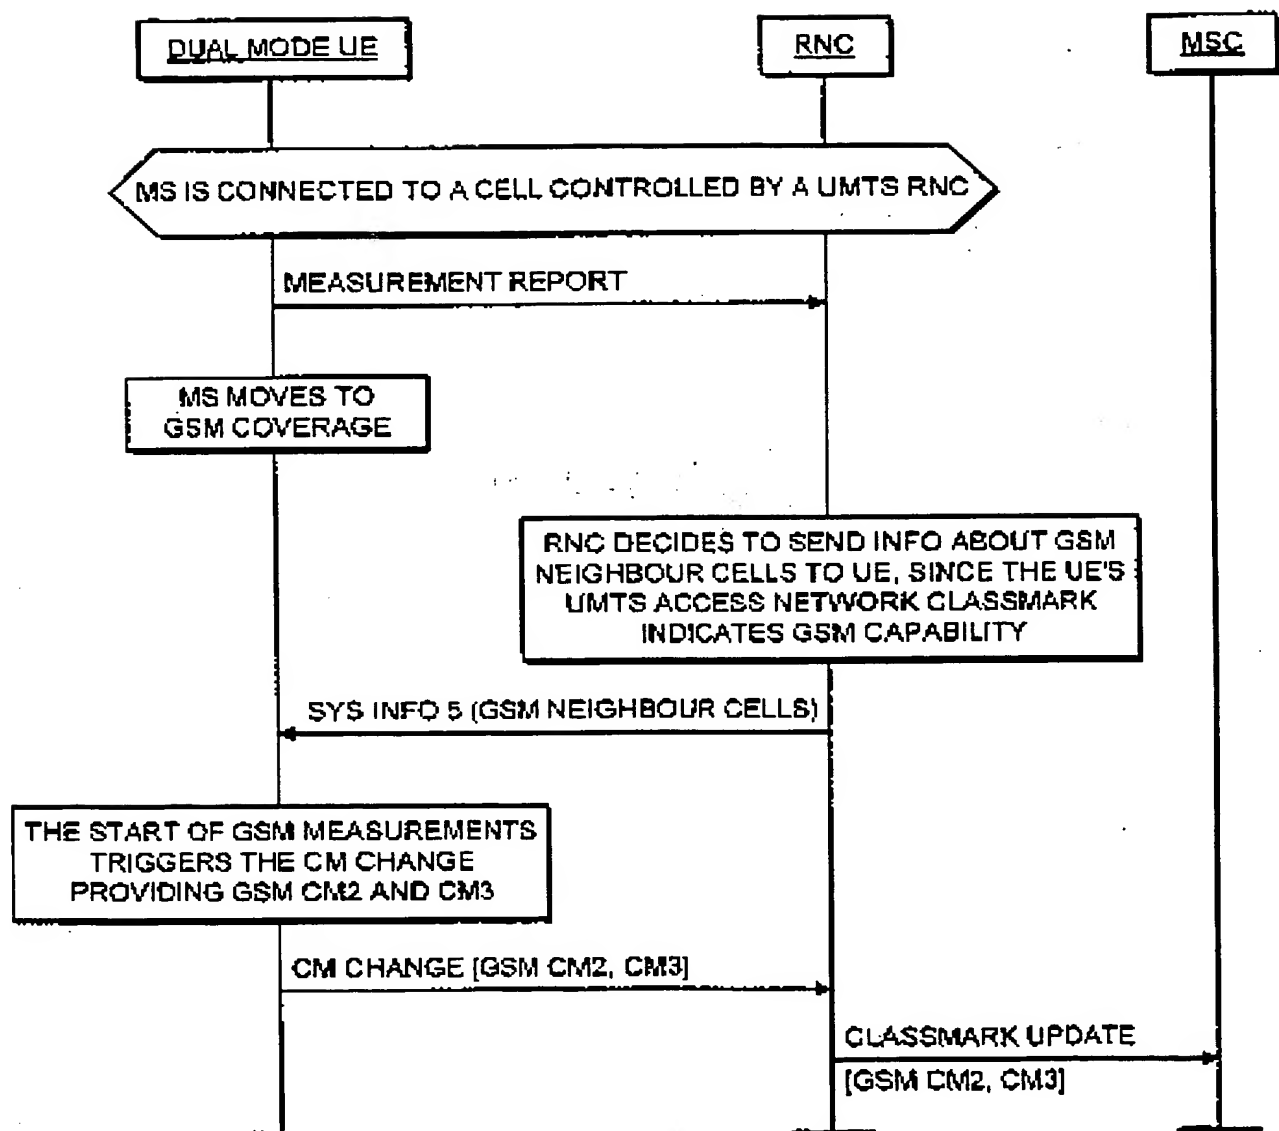 DUAL MODE UE
RNC
MSC
MS IS CONNECTED TO A CELL CONTROLLED BY A UMTS RNC
MEASUREMENT REPORT
MS MOVES TO
GSM COVERAGE
RNC DECIDES TO SEND INFO ABOUT GSM
NEIGHBOUR CELLS TO UE, SINCE THE UE'S
UMTS ACCESS NETWORK CLASSMARK
INDICATES GSM CAPABILITY
SYS INFO 5 (GSM NEIGHBOUR CELLS)
THE START OF GSM MEASUREMENTS
TRIGGERS THE CM CHANGE
PROVIDING GSM CM2 AND CM3
CM CHANGE [GSM CM2, CM3]
CLASSMARK UPDATE
[GSM CM2, CM3]